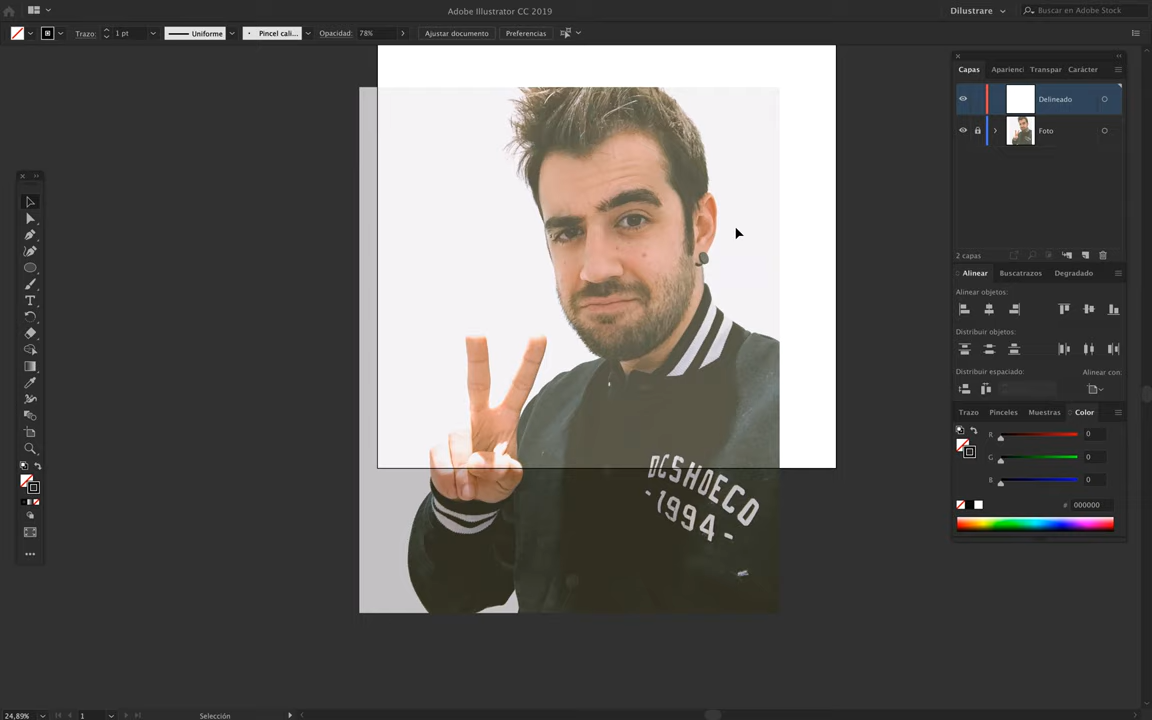 Adobe Illustrator CC 2019
Dilustrare
Buscar en Adobe Stock
Trazo:
1 pt
Uniforme
Pincel cali...
Opacidad:
78%
Ajustar documento
Preferencias
Capas
Aparienci
Transpar
Carácter
Delineado
Foto
2 capas
Alinear
Buscatrazos
Degradado
Alinear objetos:
Distribuir objetos:
Distribuir espaciado:
Alinear con:
Trazo
Pinceles
Muestras
Color
R
0
G
0
B
0
#
000000
DCSHOECO
-1994-
24,89%
1
Selección